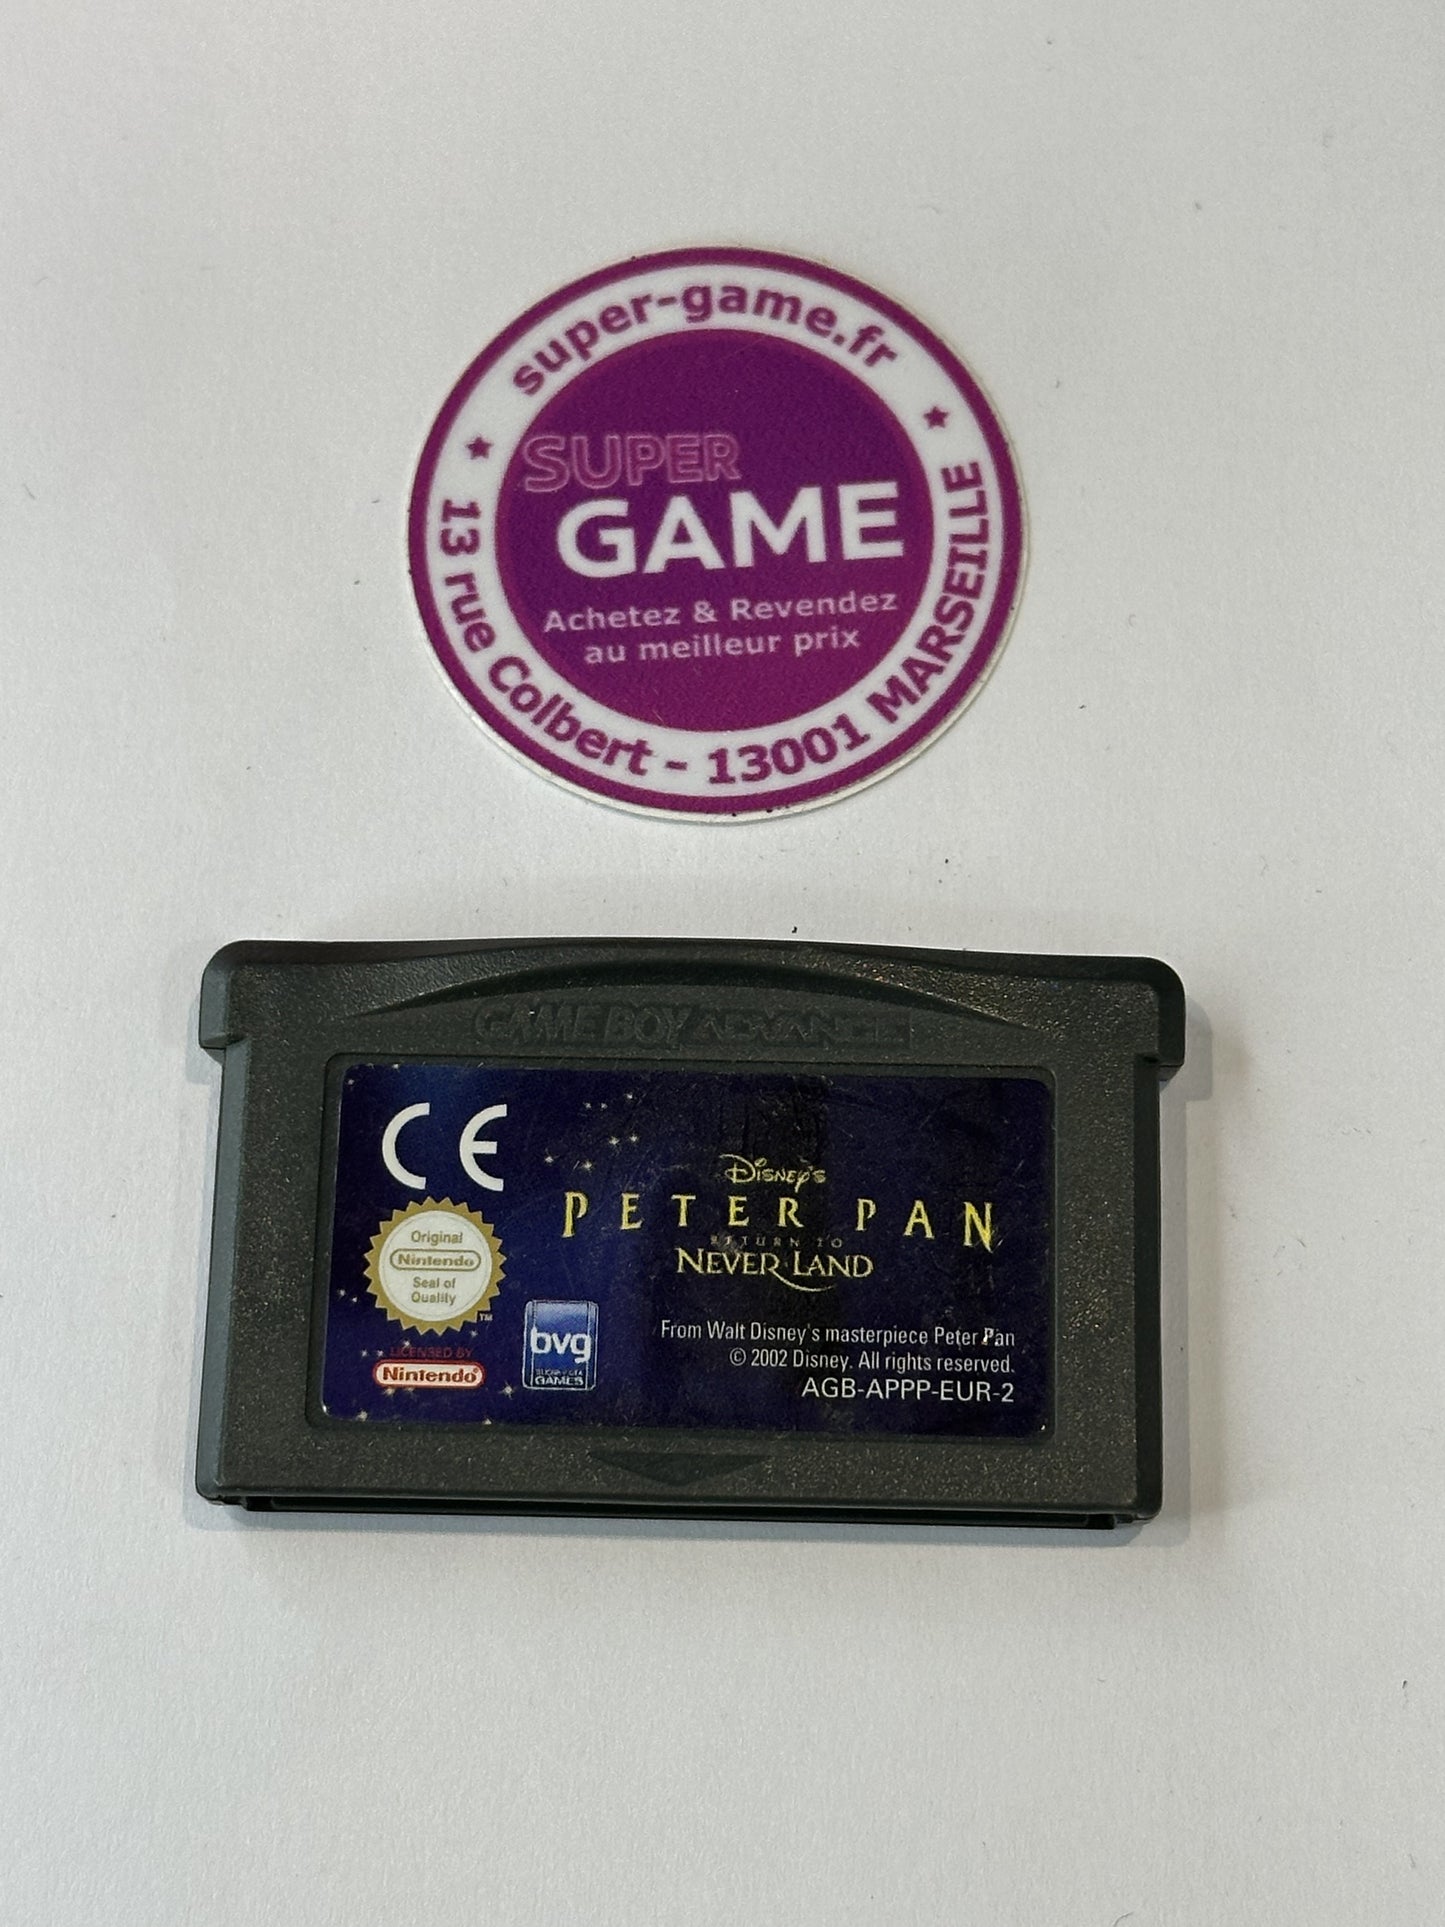 super-game.fr
SUPER
GAME
Achetez & Revendez
au meilleur prix
13 rue Colbert - 13001 MARSEILLE
GAME BOY ADVANCE
CE
Original
Nintendo
Seal of
Quality
TM
LICENSED BY
Nintendo
bvg
GAMES
Disney's
PETER PAN
RETURN TO
NEVER LAND
From Walt Disney's masterpiece Peter Pan
© 2002 Disney. All rights reserved.
AGB-APPP-EUR-2